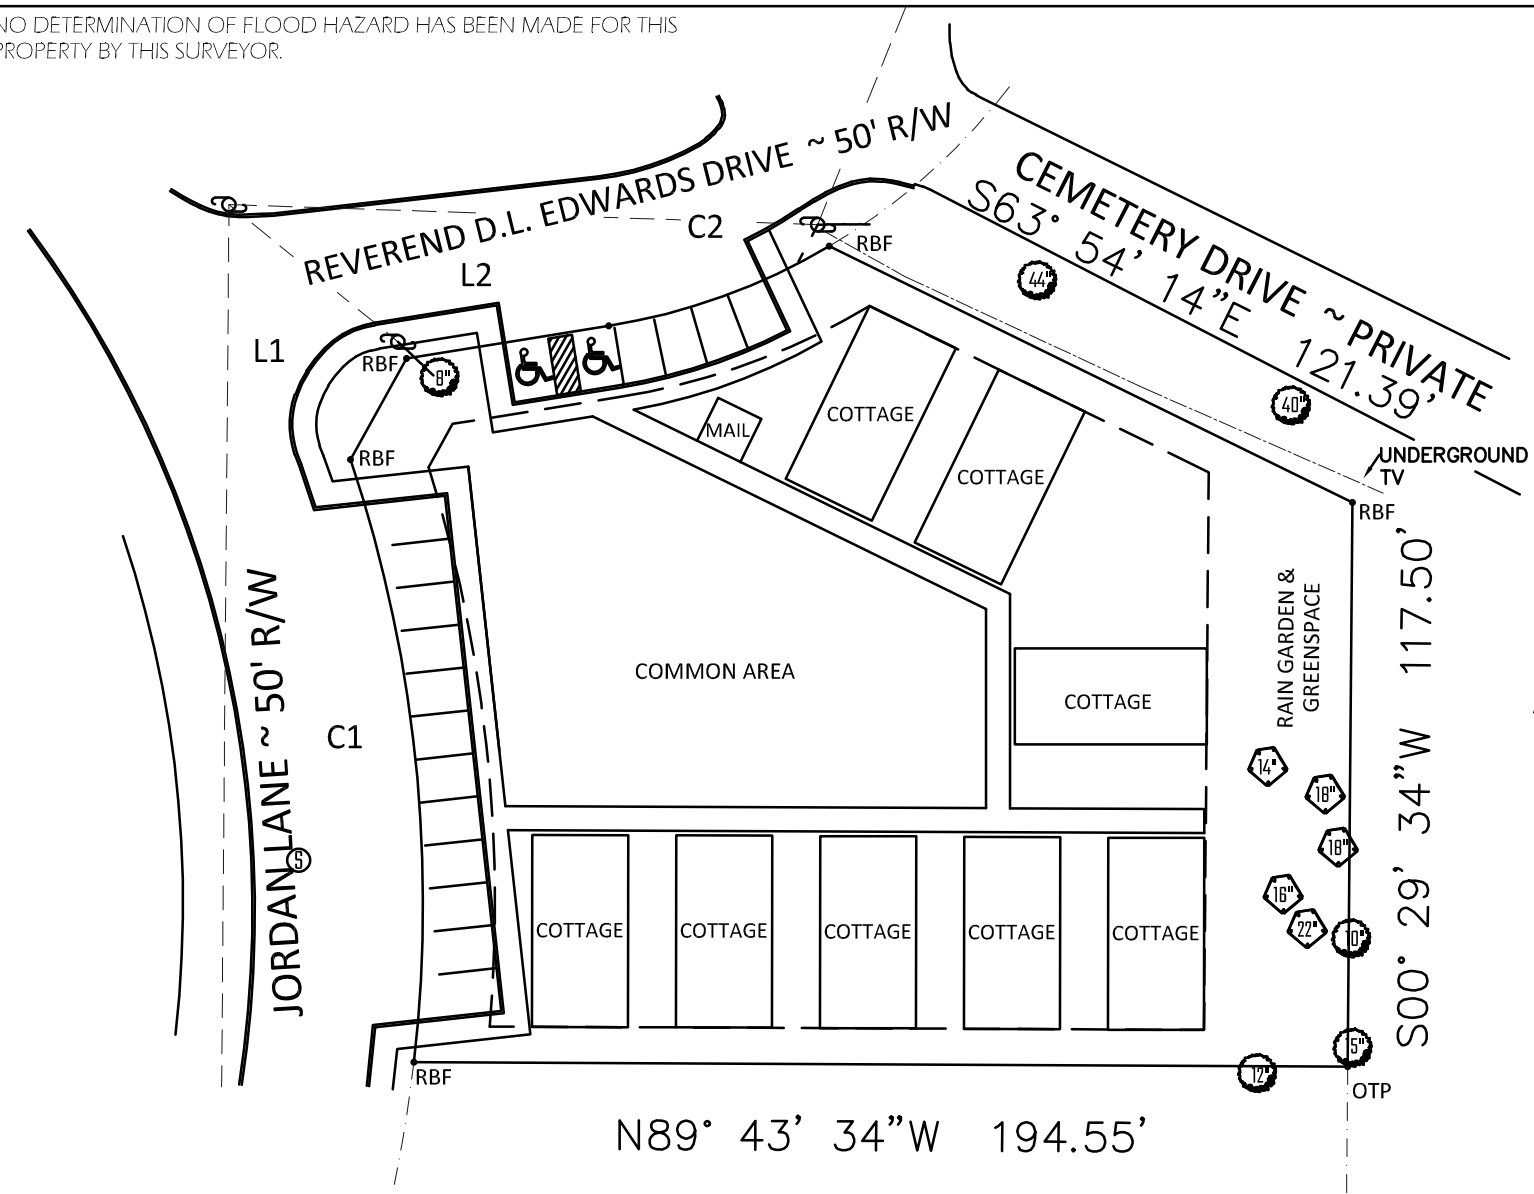 NO DETERMINATION OF FLOOD HAZARD HAS BEEN MADE FOR THIS
PROPERTY BY THIS SURVEYOR.
REVEREND D.L. EDWARDS DRIVE ~ 50' R/W
CEMETERY DRIVE ~ PRIVATE
S63° 54' 14"E 121.39'
C2
RBF
L2
44"
L1
RBF
8"
40"
COTTAGE
MAIL
UNDERGROUND
TV
RBF
COTTAGE
RBF
JORDAN LANE ~ 50' R/W
S00° 29' 34"W 117.50'
RAIN GARDEN &
GREENSPACE
COMMON AREA
COTTAGE
C1
14"
18"
18"
S
16"
22"
10"
COTTAGE
COTTAGE
COTTAGE
COTTAGE
COTTAGE
15"
12"
RBF
OTP
N89° 43' 34"W 194.55'